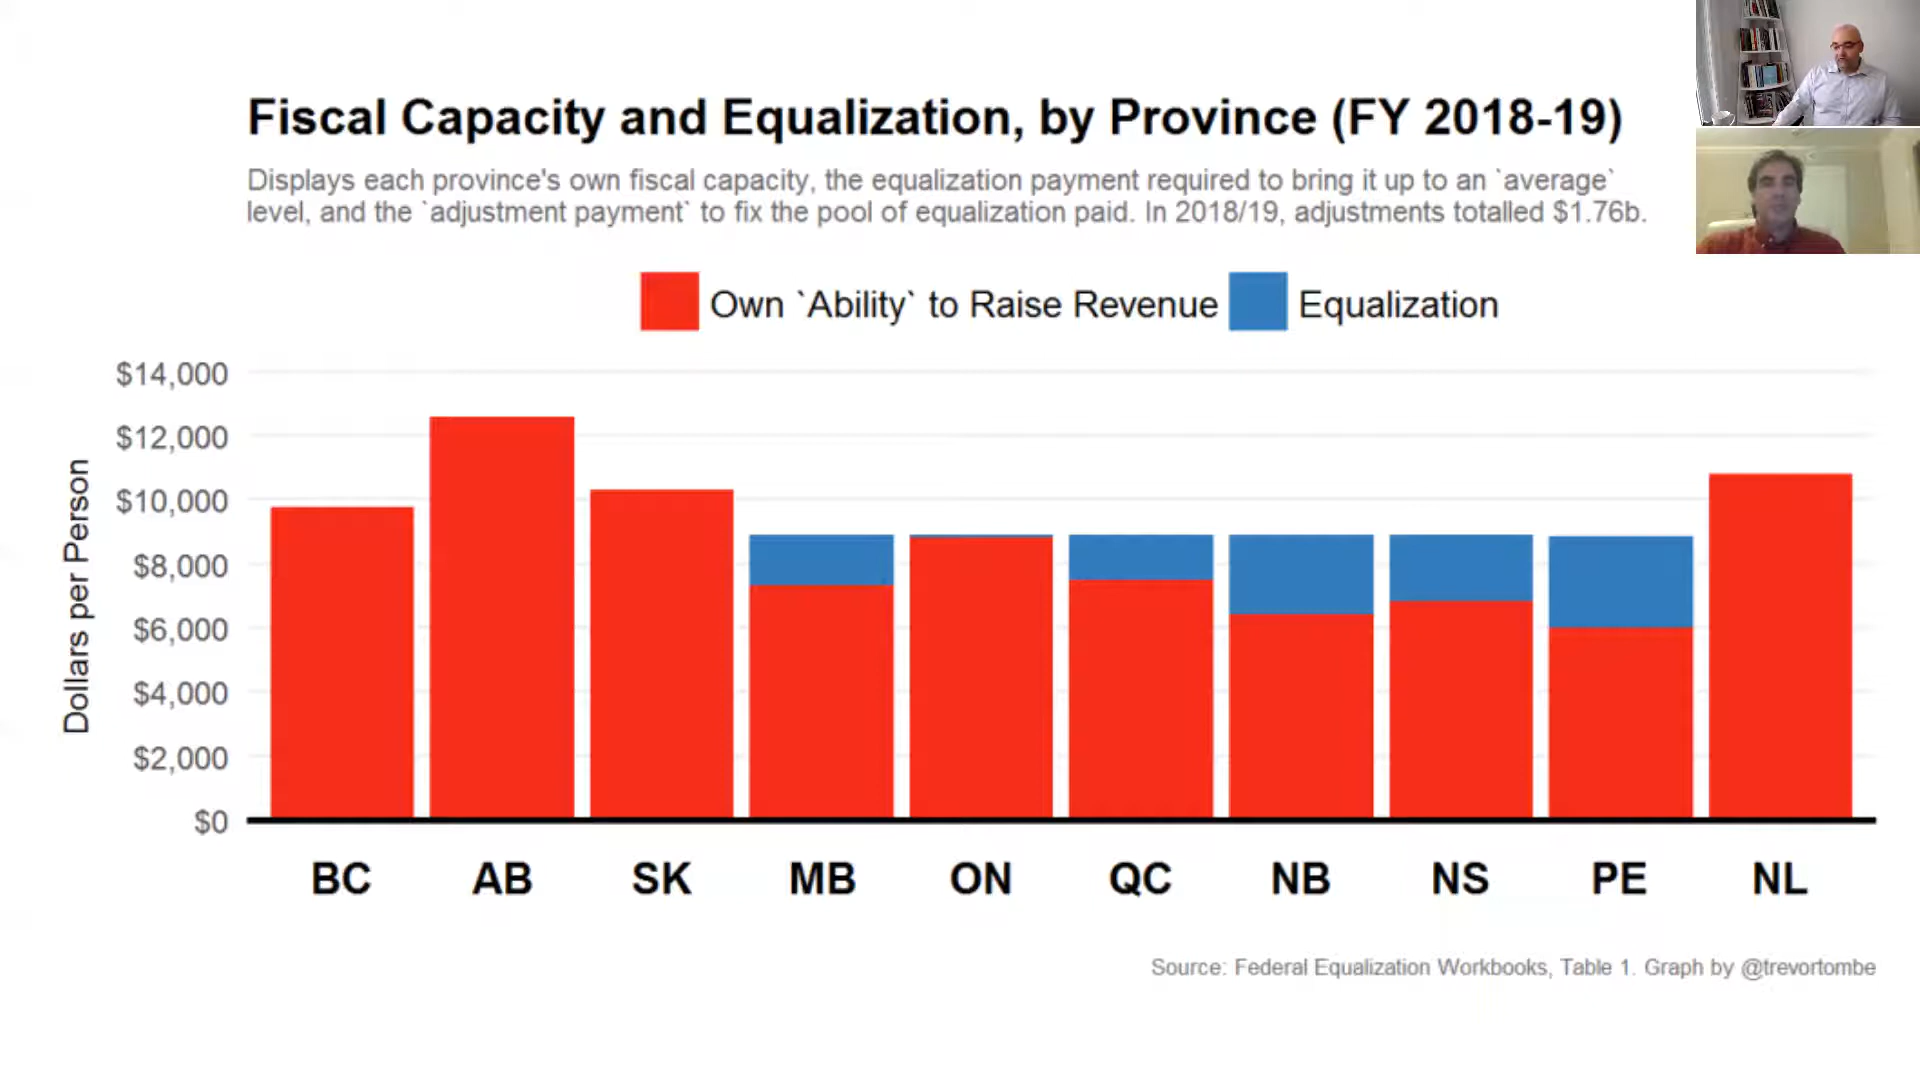 Fiscal Capacity and Equalization, by Province (FY 2018-19)
Displays each province's own fiscal capacity, the equalization payment required to bring it up to an `average`
level, and the `adjustment payment` to fix the pool of equalization paid. In 2018/19, adjustments totalled $1.76b.
Own `Ability` to Raise Revenue Equalization
Dollars per Person
$14,000
$12,000
$10,000
$8,000
$6,000
$4,000
$2,000
$0
BC AB SK MB ON QC NB NS PE NL
Source: Federal Equalization Workbooks, Table 1. Graph by @trevortombe